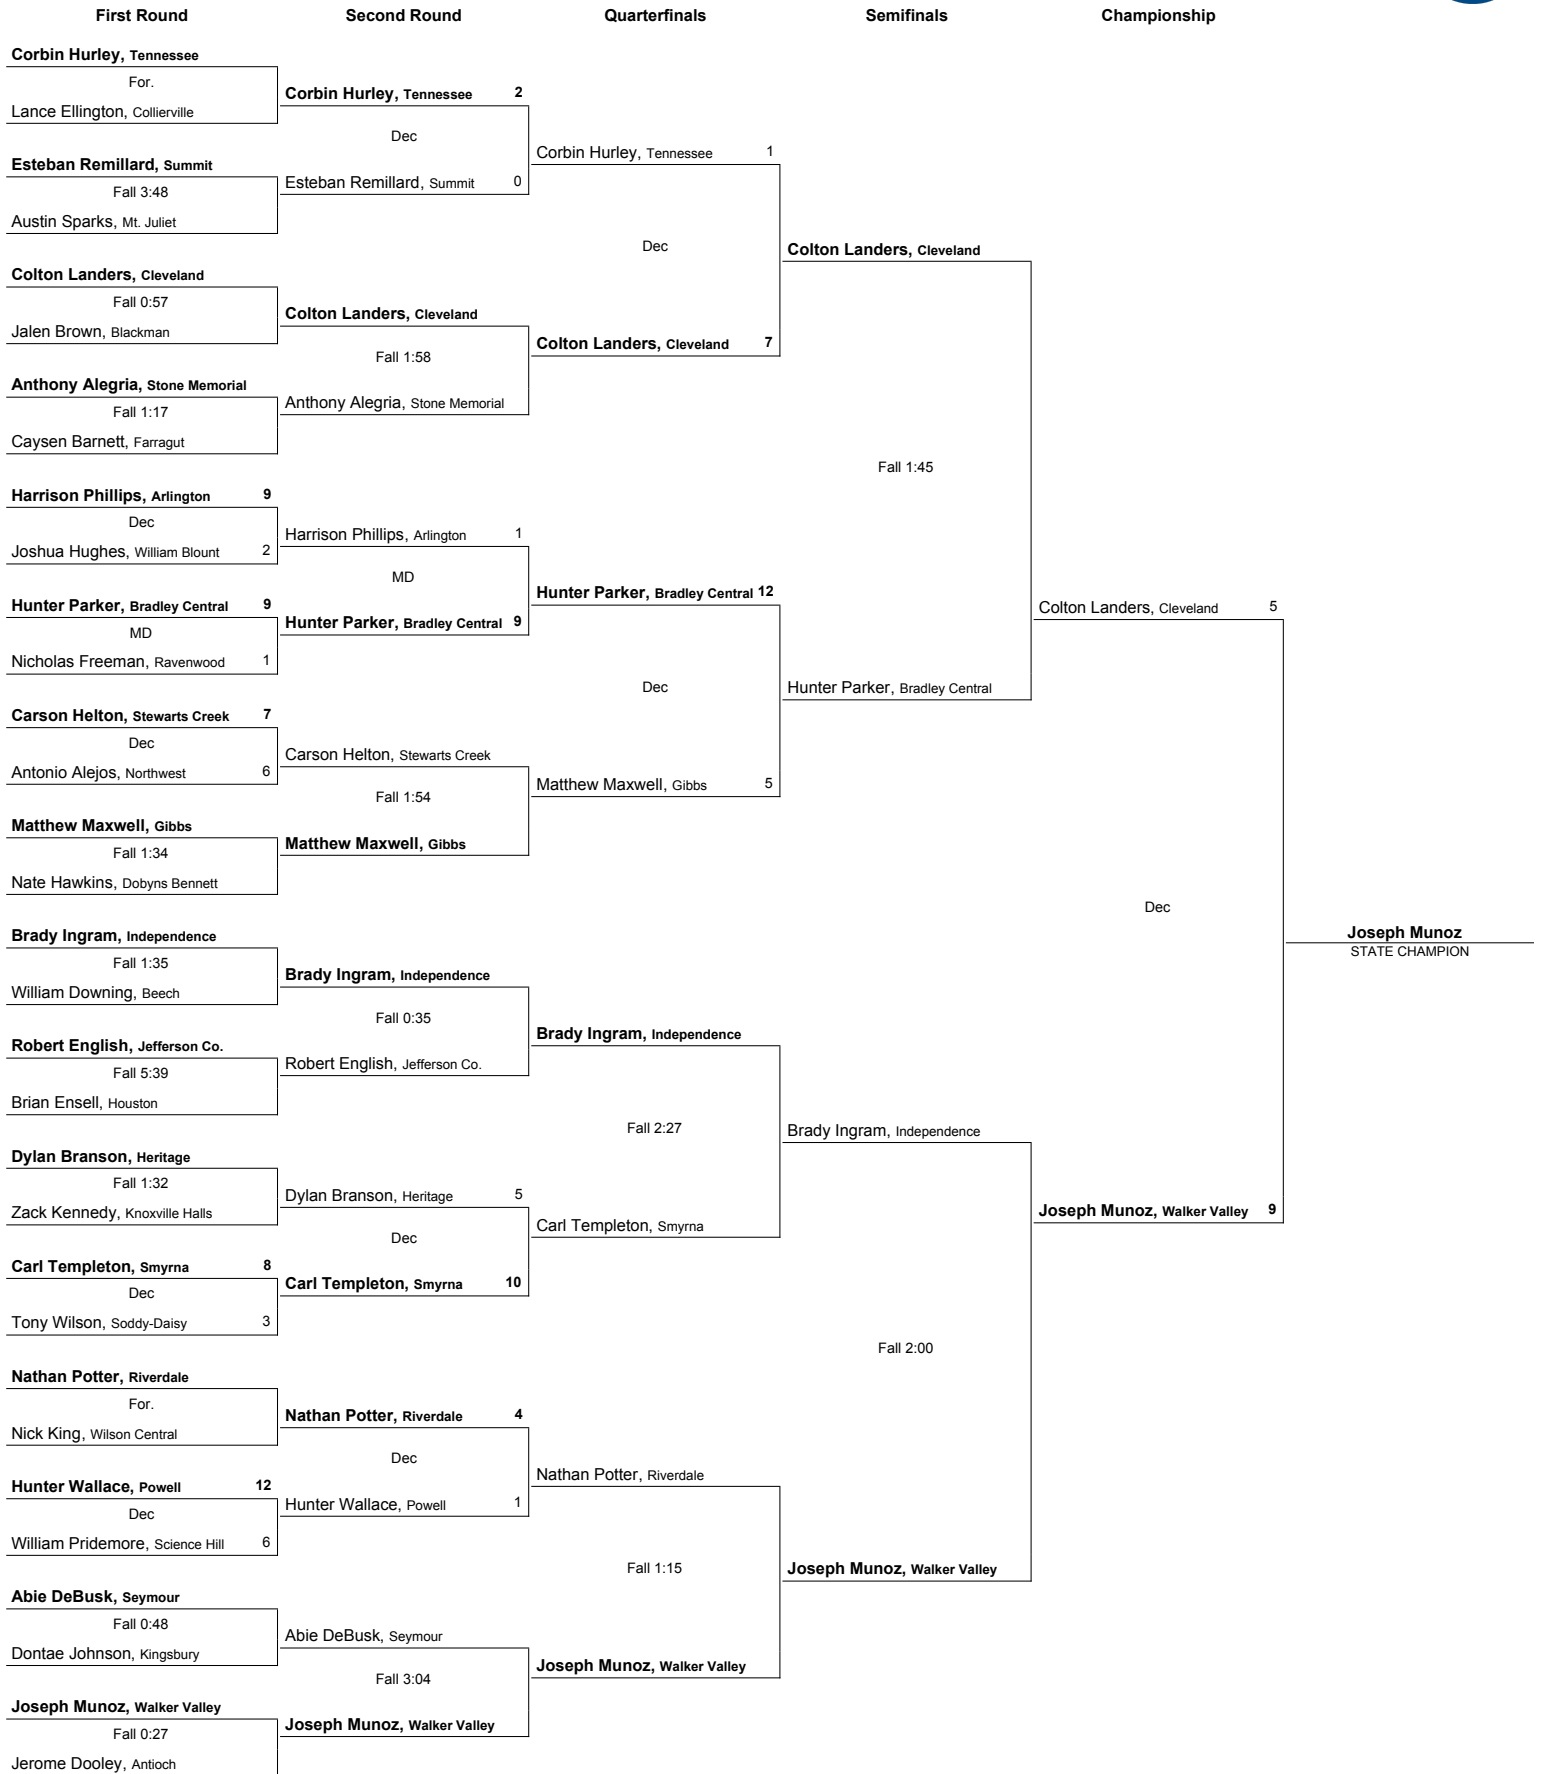 First Round
Second Round
Quarterfinals
Semifinals
Championship
Corbin Hurley, Tennessee
For.
Lance Ellington, Collierville
Esteban Remillard, Summit
Fall 3:48
Austin Sparks, Mt. Juliet
Colton Landers, Cleveland
Fall 0:57
Jalen Brown, Blackman
Anthony Alegria, Stone Memorial
Fall 1:17
Caysen Barnett, Farragut
Harrison Phillips, Arlington 9
Dec
Joshua Hughes, William Blount 2
Hunter Parker, Bradley Central 9
MD
Nicholas Freeman, Ravenwood 1
Carson Helton, Stewarts Creek 7
Dec
Antonio Alejos, Northwest 6
Matthew Maxwell, Gibbs
Fall 1:34
Nate Hawkins, Dobyns Bennett
Brady Ingram, Independence
Fall 1:35
William Downing, Beech
Robert English, Jefferson Co.
Fall 5:39
Brian Ensell, Houston
Dylan Branson, Heritage
Fall 1:32
Zack Kennedy, Knoxville Halls
Carl Templeton, Smyrna 8
Dec
Tony Wilson, Soddy-Daisy 3
Nathan Potter, Riverdale
For.
Nick King, Wilson Central
Hunter Wallace, Powell 12
Dec
William Pridemore, Science Hill 6
Abie DeBusk, Seymour
Fall 0:48
Dontae Johnson, Kingsbury
Joseph Munoz, Walker Valley
Fall 0:27
Jerome Dooley, Antioch
Corbin Hurley, Tennessee 2
Dec
Esteban Remillard, Summit 0
Colton Landers, Cleveland
Fall 1:58
Anthony Alegria, Stone Memorial
Harrison Phillips, Arlington 1
MD
Hunter Parker, Bradley Central 9
Carson Helton, Stewarts Creek
Fall 1:54
Matthew Maxwell, Gibbs
Brady Ingram, Independence
Fall 0:35
Robert English, Jefferson Co.
Dylan Branson, Heritage 5
Dec
Carl Templeton, Smyrna 10
Nathan Potter, Riverdale 4
Dec
Hunter Wallace, Powell 1
Abie DeBusk, Seymour
Fall 3:04
Joseph Munoz, Walker Valley
Corbin Hurley, Tennessee 1
Dec
Colton Landers, Cleveland 7
Hunter Parker, Bradley Central 12
Dec
Matthew Maxwell, Gibbs 5
Brady Ingram, Independence
Fall 2:27
Carl Templeton, Smyrna
Nathan Potter, Riverdale
Fall 1:15
Joseph Munoz, Walker Valley
Colton Landers, Cleveland
Fall 1:45
Hunter Parker, Bradley Central
Brady Ingram, Independence
Fall 2:00
Joseph Munoz, Walker Valley
Colton Landers, Cleveland 5
Dec
Joseph Munoz, Walker Valley 9
Joseph Munoz
STATE CHAMPION